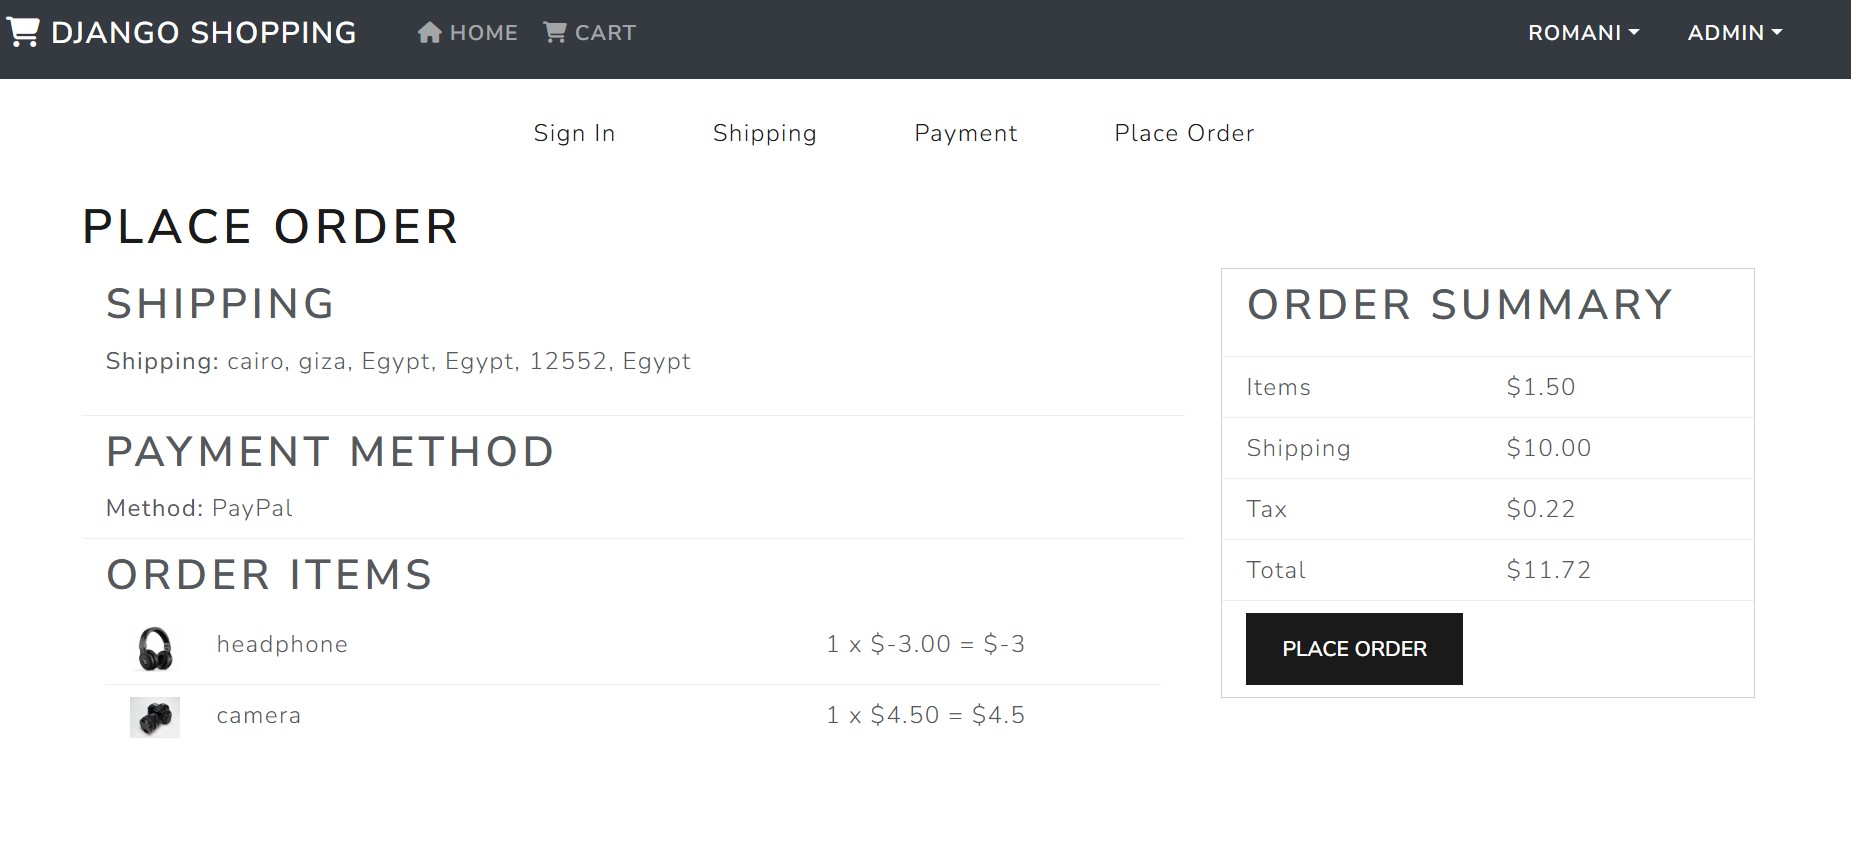 DJANGO SHOPPING HOME CART ROMANI ADMIN
Sign In Shipping Payment Place Order
PLACE ORDER
SHIPPING
Shipping: cairo, giza, Egypt, Egypt, 12552, Egypt
PAYMENT METHOD
Method: PayPal
ORDER ITEMS
headphone 1 x $-3.00 = $-3
camera 1 x $4.50 = $4.5
ORDER SUMMARY
Items $1.50
Shipping $10.00
Tax $0.22
Total $11.72
PLACE ORDER